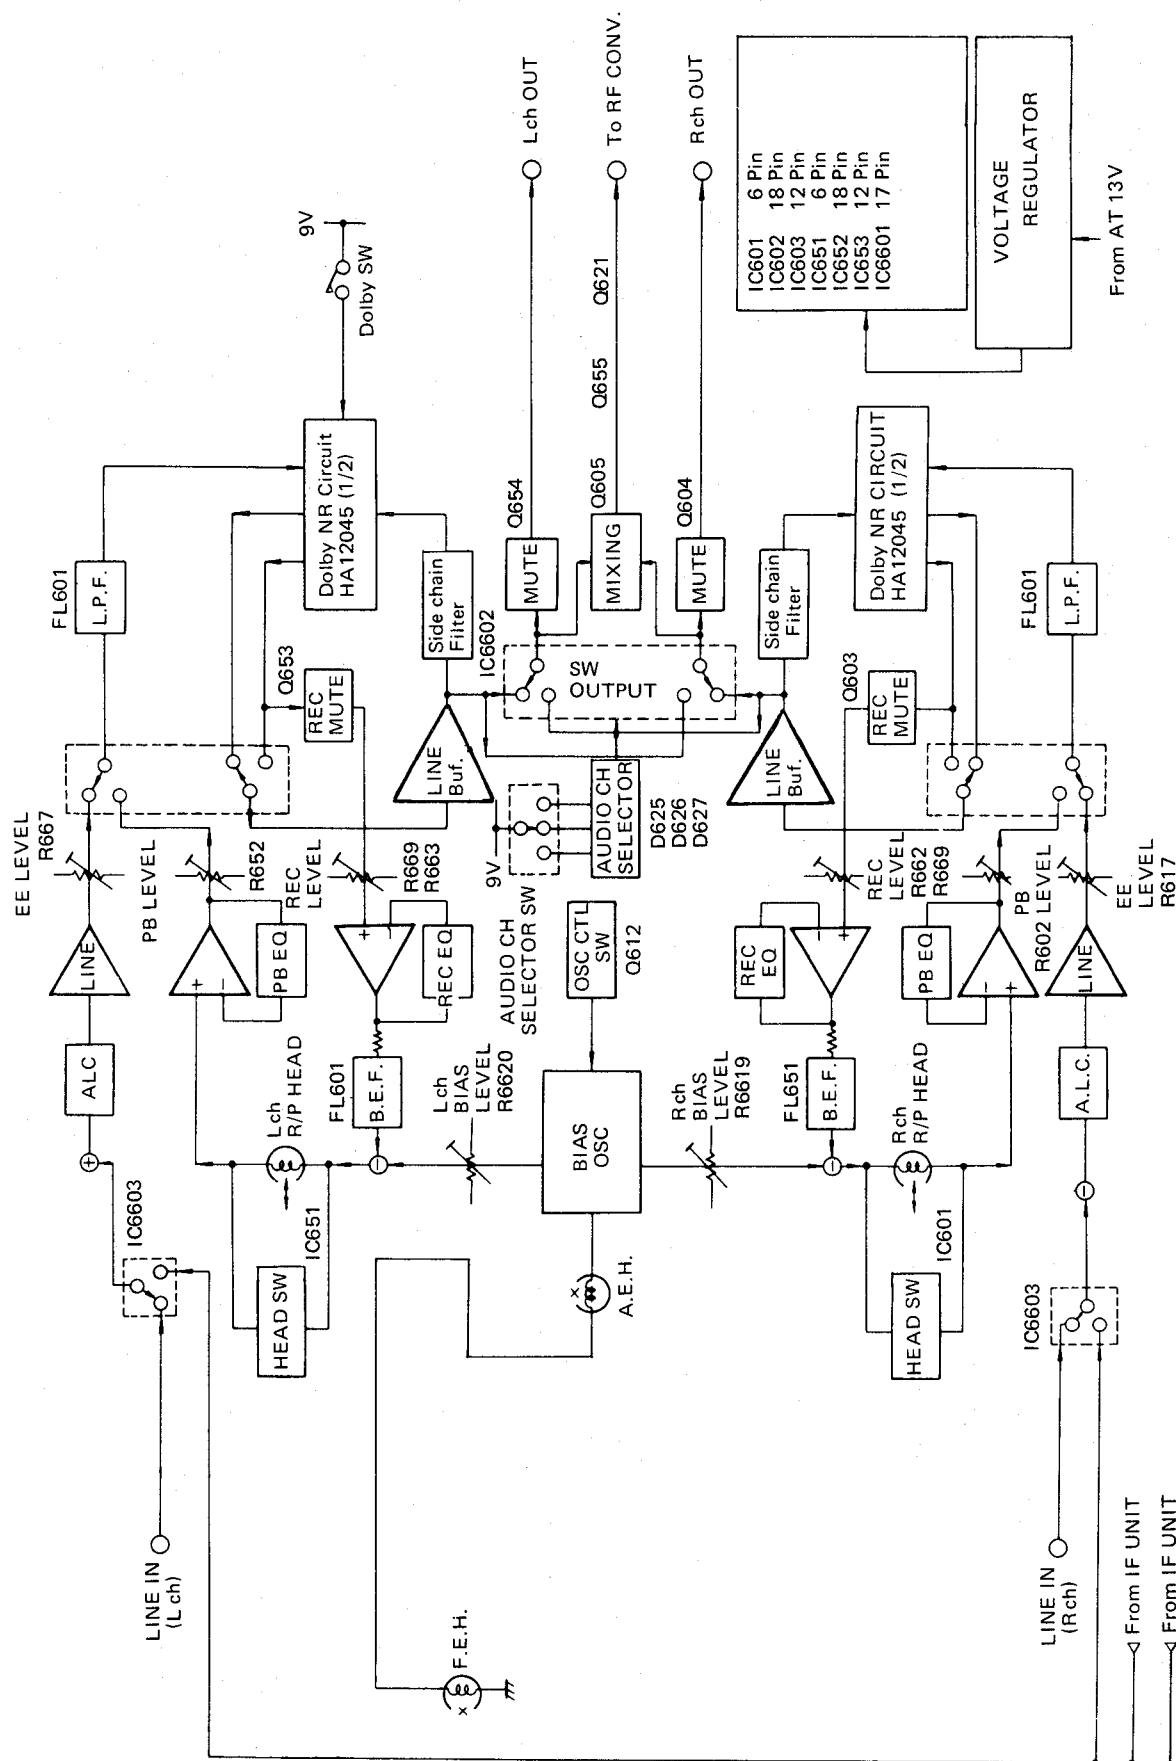 LINE IN
(L ch)
IC6603
ALC
LINE
EE LEVEL
R667
FL601
L.P.F.
PB LEVEL
R652
PB EQ
REC
LEVEL
R669
R663
REC EQ
Lch
R/P HEAD
HEAD SW
IC651
FL601
B.E.F.
Q653
REC
MUTE
Dolby NR Circuit
HA12045 (1/2)
9V
Dolby SW
Side chain
Filter
LINE
Buf.
IC6602
SW
OUTPUT
MUTE
Q654
Lch OUT
MIXING
Q605
Q655
Q621
To RF CONV.
MUTE
Q604
Rch OUT
AUDIO CH
SELECTOR SW
9V
AUDIO CH
SELECTOR
D625
D626
D627
OSC CTL
SW
Q612
Lch
BIAS
LEVEL
R6620
BIAS
OSC
Rch
BIAS
LEVEL
R6619
A.E.H.
F.E.H.
x
x
LINE
Buf.
Side chain
Filter
Dolby NR CIRCUIT
HA12045 (1/2)
Q603
REC
MUTE
REC
LEVEL
R662
R669
REC
EQ
FL651
B.E.F.
Rch
R/P HEAD
IC601
HEAD SW
PB EQ
PB
LEVEL
R602
FL601
L.P.F.
EE
LEVEL
R617
LINE
A.L.C.
IC6603
LINE IN
(Rch)
From IF UNIT
From IF UNIT
IC601 6 Pin
IC602 18 Pin
IC603 12 Pin
IC651 6 Pin
IC652 18 Pin
IC653 12 Pin
IC6601 17 Pin
VOLTAGE
REGULATOR
From AT 13V